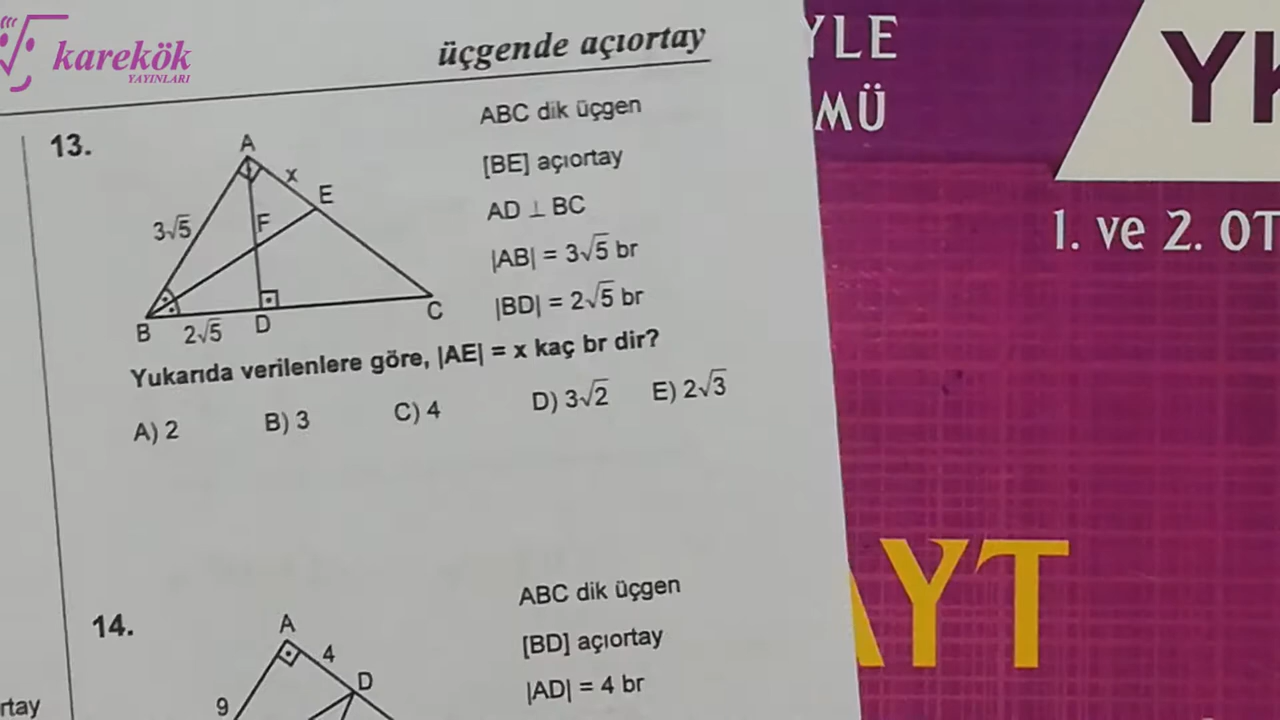 karekök
YAYINLARI
üçgende açıortay
13.
A
x
E
3√5
F
B
2√5
D
C
ABC dik üçgen
[BE] açıortay
AD ⊥ BC
|AB| = 3√5 br
|BD| = 2√5 br
Yukarıda verilenlere göre, |AE| = x kaç br dir?
A) 2 B) 3 C) 4 D) 3√2 E) 2√3
14.
A
4
D
9
ABC dik üçgen
[BD] açıortay
|AD| = 4 br
rtay
YLE
MÜ
YK
1. ve 2. OT
AYT